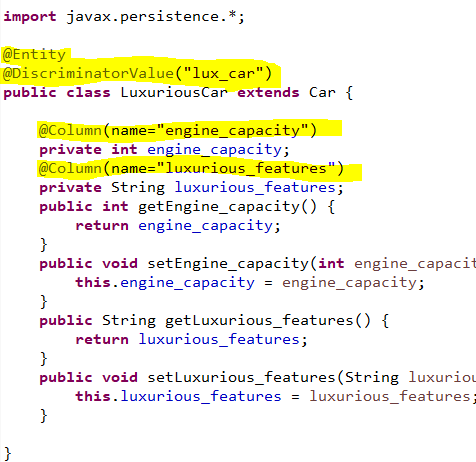 import javax.persistence.*;
@Entity
@DiscriminatorValue("lux_car")
public class LuxuriousCar extends Car {
@Column(name="engine_capacity")
private int engine_capacity;
@Column(name="luxurious_features")
private String luxurious_features;
public int getEngine_capacity() {
return engine_capacity;
}
public void setEngine_capacity(int engine_capacit
this.engine_capacity = engine_capacity;
}
public String getLuxurious_features() {
return luxurious_features;
}
public void setLuxurious_features(String luxuriou
this.luxurious_features = luxurious_features;
}
}